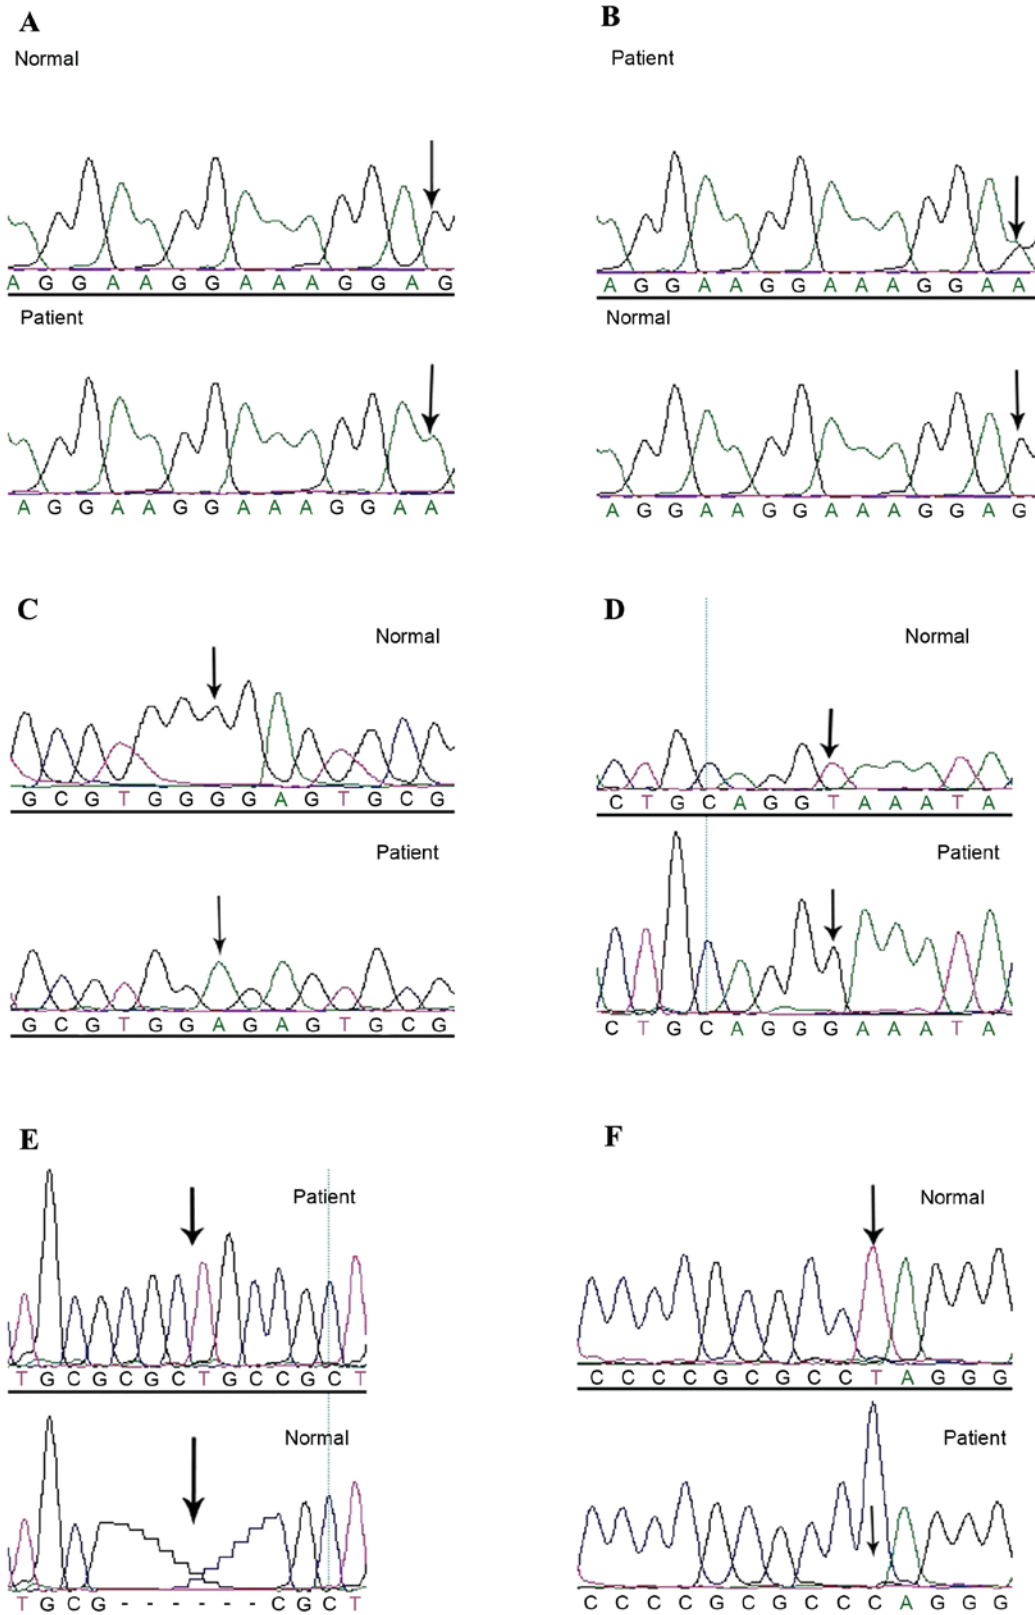 A
Normal
A G G A A G G A A A G G A G
Patient
A G G A A G G A A A G G A A
B
Patient
A G G A A G G A A A G G A A
Normal
A G G A A G G A A A G G A G
C
Normal
G C G T G G G G A G T G C G
Patient
G C G T G G A G A G T G C G
D
Normal
C T G C A G G T A A A T A
Patient
C T G C A G G G A A A T A
E
Patient
T G C G C G C T G C C G C T
Normal
T G C G - - - - - - C G C T
F
Normal
C C C C G C G C C T A G G G
Patient
C C C C G C G C C C A G G G